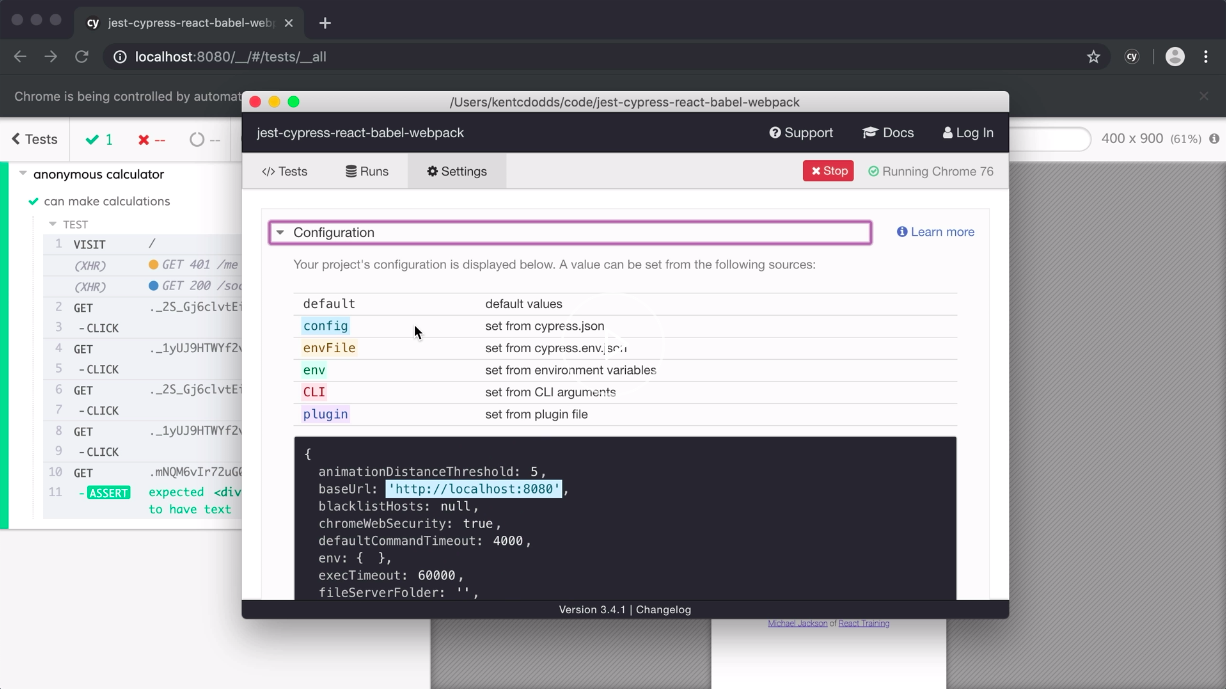 cy jest-cypress-react-babel-web
localhost:8080/__/#/tests/__all
cy
Chrome is being controlled by automat
/Users/kentcdodds/code/jest-cypress-react-babel-webpack
Tests 1 -- --
400 x 900 (61%)
jest-cypress-react-babel-webpack
Support Docs Log In
Tests Runs Settings
Stop Running Chrome 76
anonymous calculator
can make calculations
TEST
1 VISIT /
(XHR) GET 401 /me
(XHR) GET 200 /so
2 GET ._2S_Gj6clvtEi
3 -CLICK
4 GET ._1yUJ9HTWYf2v
5 -CLICK
6 GET ._2S_Gj6clvtEi
7 -CLICK
8 GET ._1yUJ9HTWYf2v
9 -CLICK
10 GET .mNQM6vIr72uG0
11 -ASSERT expected <div
to have text
Configuration
Learn more
Your project's configuration is displayed below. A value can be set from the following sources:
default default values
config set from cypress.json
envFile set from cypress.env.json
env set from environment variables
CLI set from CLI arguments
plugin set from plugin file
{
animationDistanceThreshold: 5,
baseUrl: 'http://localhost:8080',
blacklistHosts: null,
chromeWebSecurity: true,
defaultCommandTimeout: 4000,
env: { },
execTimeout: 60000,
fileServerFolder: '',
Version 3.4.1 | Changelog
Michael Jackson of React Training